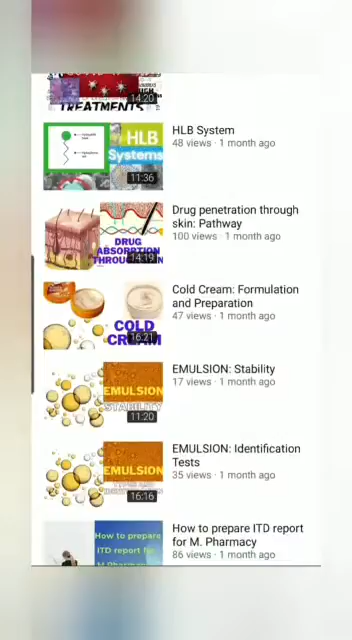 TREATMENTS
14:20
HLB
Systems
11:36
HLB System
48 views · 1 month ago
DRUG
ABSORPTION
THROUGH
14:19
Drug penetration through
skin: Pathway
100 views · 1 month ago
COLD
CREAM
16:21
Cold Cream: Formulation
and Preparation
47 views · 1 month ago
EMULSION
STABILITY
11:20
EMULSION: Stability
17 views · 1 month ago
EMULSION
16:16
EMULSION: Identification
Tests
35 views · 1 month ago
How to prepare
ITD report for
M. Pharmacy
How to prepare ITD report
for M. Pharmacy
86 views · 1 month ago